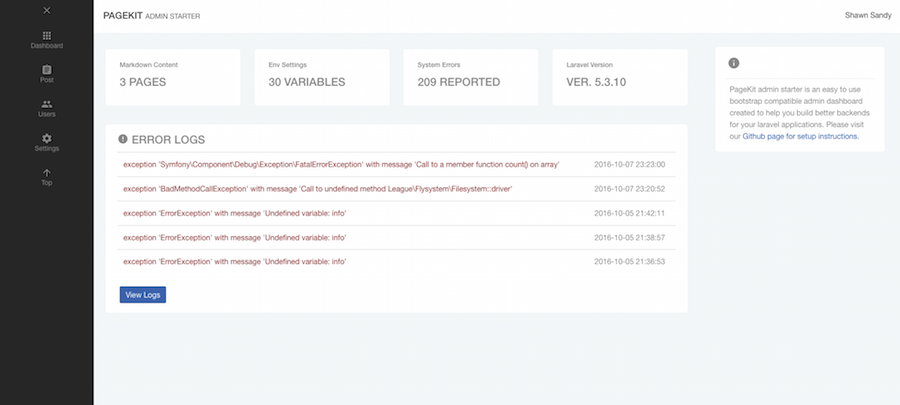 PAGEKIT ADMIN STARTER
Shawn Sandy
Dashboard
Post
Users
Settings
Top
Markdown Content
3 PAGES
Env Settings
30 VARIABLES
System Errors
209 REPORTED
Laravel Version
VER. 5.3.10
ERROR LOGS
exception 'Symfony\Component\Debug\Exception\FatalErrorException' with message 'Call to a member function count() on array' 2016-10-07 23:23:00
exception 'BadMethodCallException' with message 'Call to undefined method League\Flysystem\Filesystem::driver' 2016-10-07 23:20:52
exception 'ErrorException' with message 'Undefined variable: info' 2016-10-05 21:42:11
exception 'ErrorException' with message 'Undefined variable: info' 2016-10-05 21:38:57
exception 'ErrorException' with message 'Undefined variable: info' 2016-10-05 21:36:53
View Logs
PageKit admin starter is an easy to use
bootstrap compatible admin dashboard
created to help you build better backends
for your laravel applications. Please visit
our Github page for setup instructions.